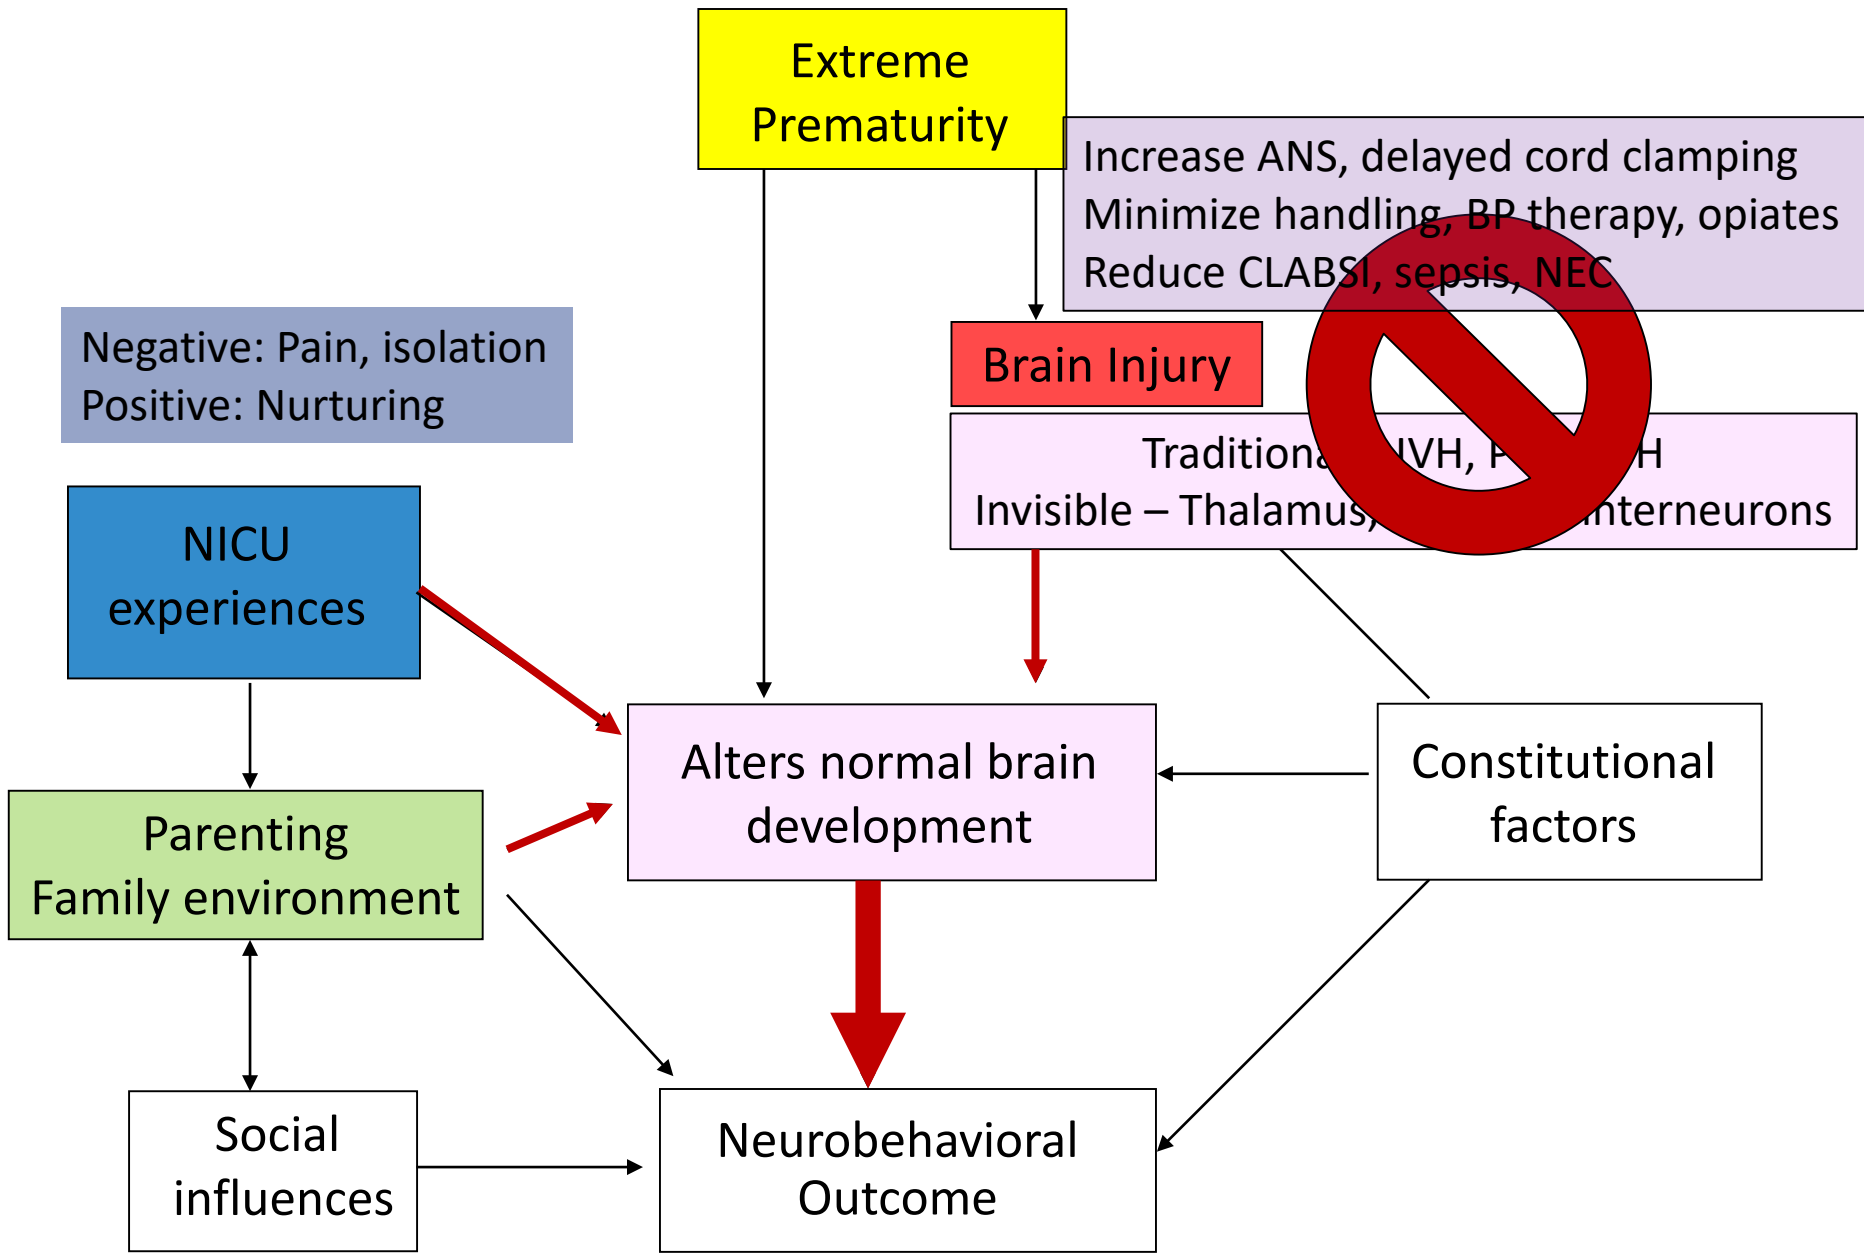 Extreme
Prematurity
Increase ANS, delayed cord clamping
Minimize handling, BP therapy, opiates
Reduce CLABSI, sepsis, NEC
Negative: Pain, isolation
Positive: Nurturing
Brain Injury
IVH,
Invisible – Thalamus, interneurons
NICU
experiences
Alters normal brain
development
Constitutional
factors
Parenting
Family environment
Social
influences
Neurobehavioral
Outcome